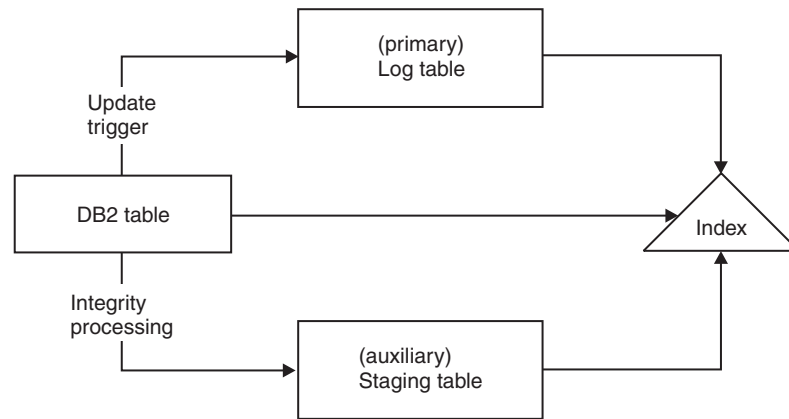 (primary)
Log table
Update
trigger
DB2 table
Index
Integrity
processing
(auxiliary)
Staging table